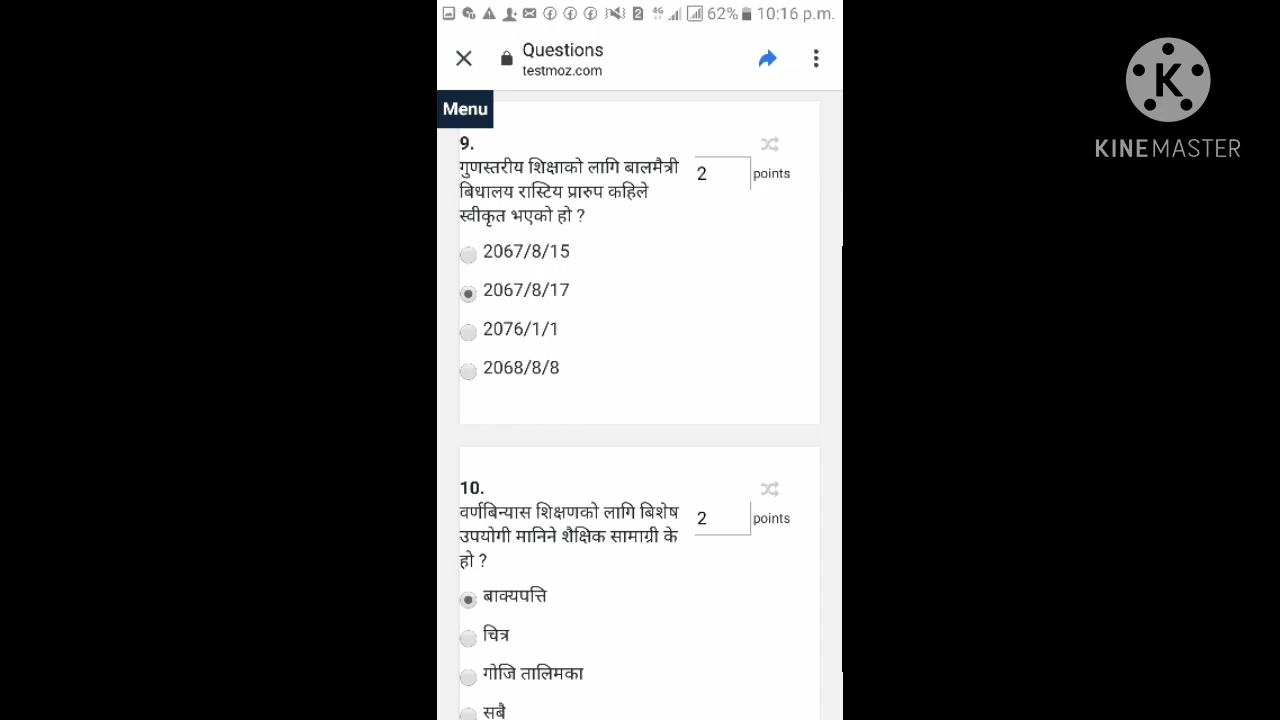 62% 10:16 p.m.
Questions
testmoz.com
Menu
KINEMASTER
9.
गुणस्तरीय शिक्षाको लागि बालमैत्री
बिधालय रास्टिय प्रारुप कहिले
स्वीकृत भएको हो ?
2 points
2067/8/15
2067/8/17
2076/1/1
2068/8/8
10.
वर्णबिन्यास शिक्षणको लागि बिशेष
उपयोगी मानिने शैक्षिक सामाग्री के
हो ?
2 points
बाक्यपत्ति
चित्र
गोजि तालिमका
सबै